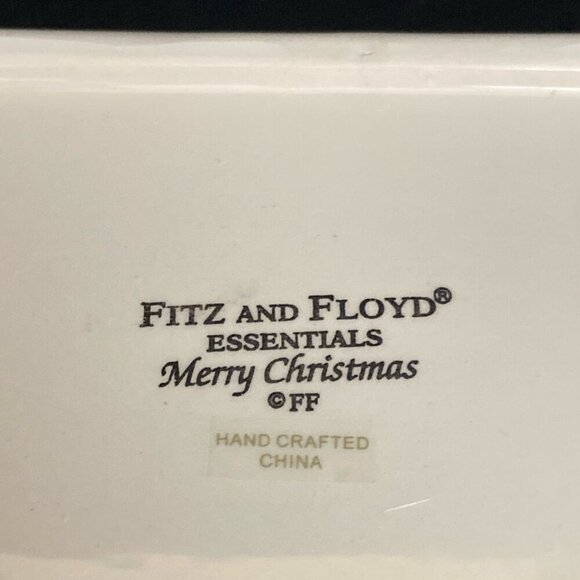 FITZ AND FLOYD®
ESSENTIALS
Merry Christmas
©FF
HAND CRAFTED
CHINA